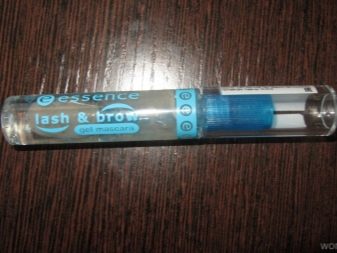 essence
lash & brow
gel mascara